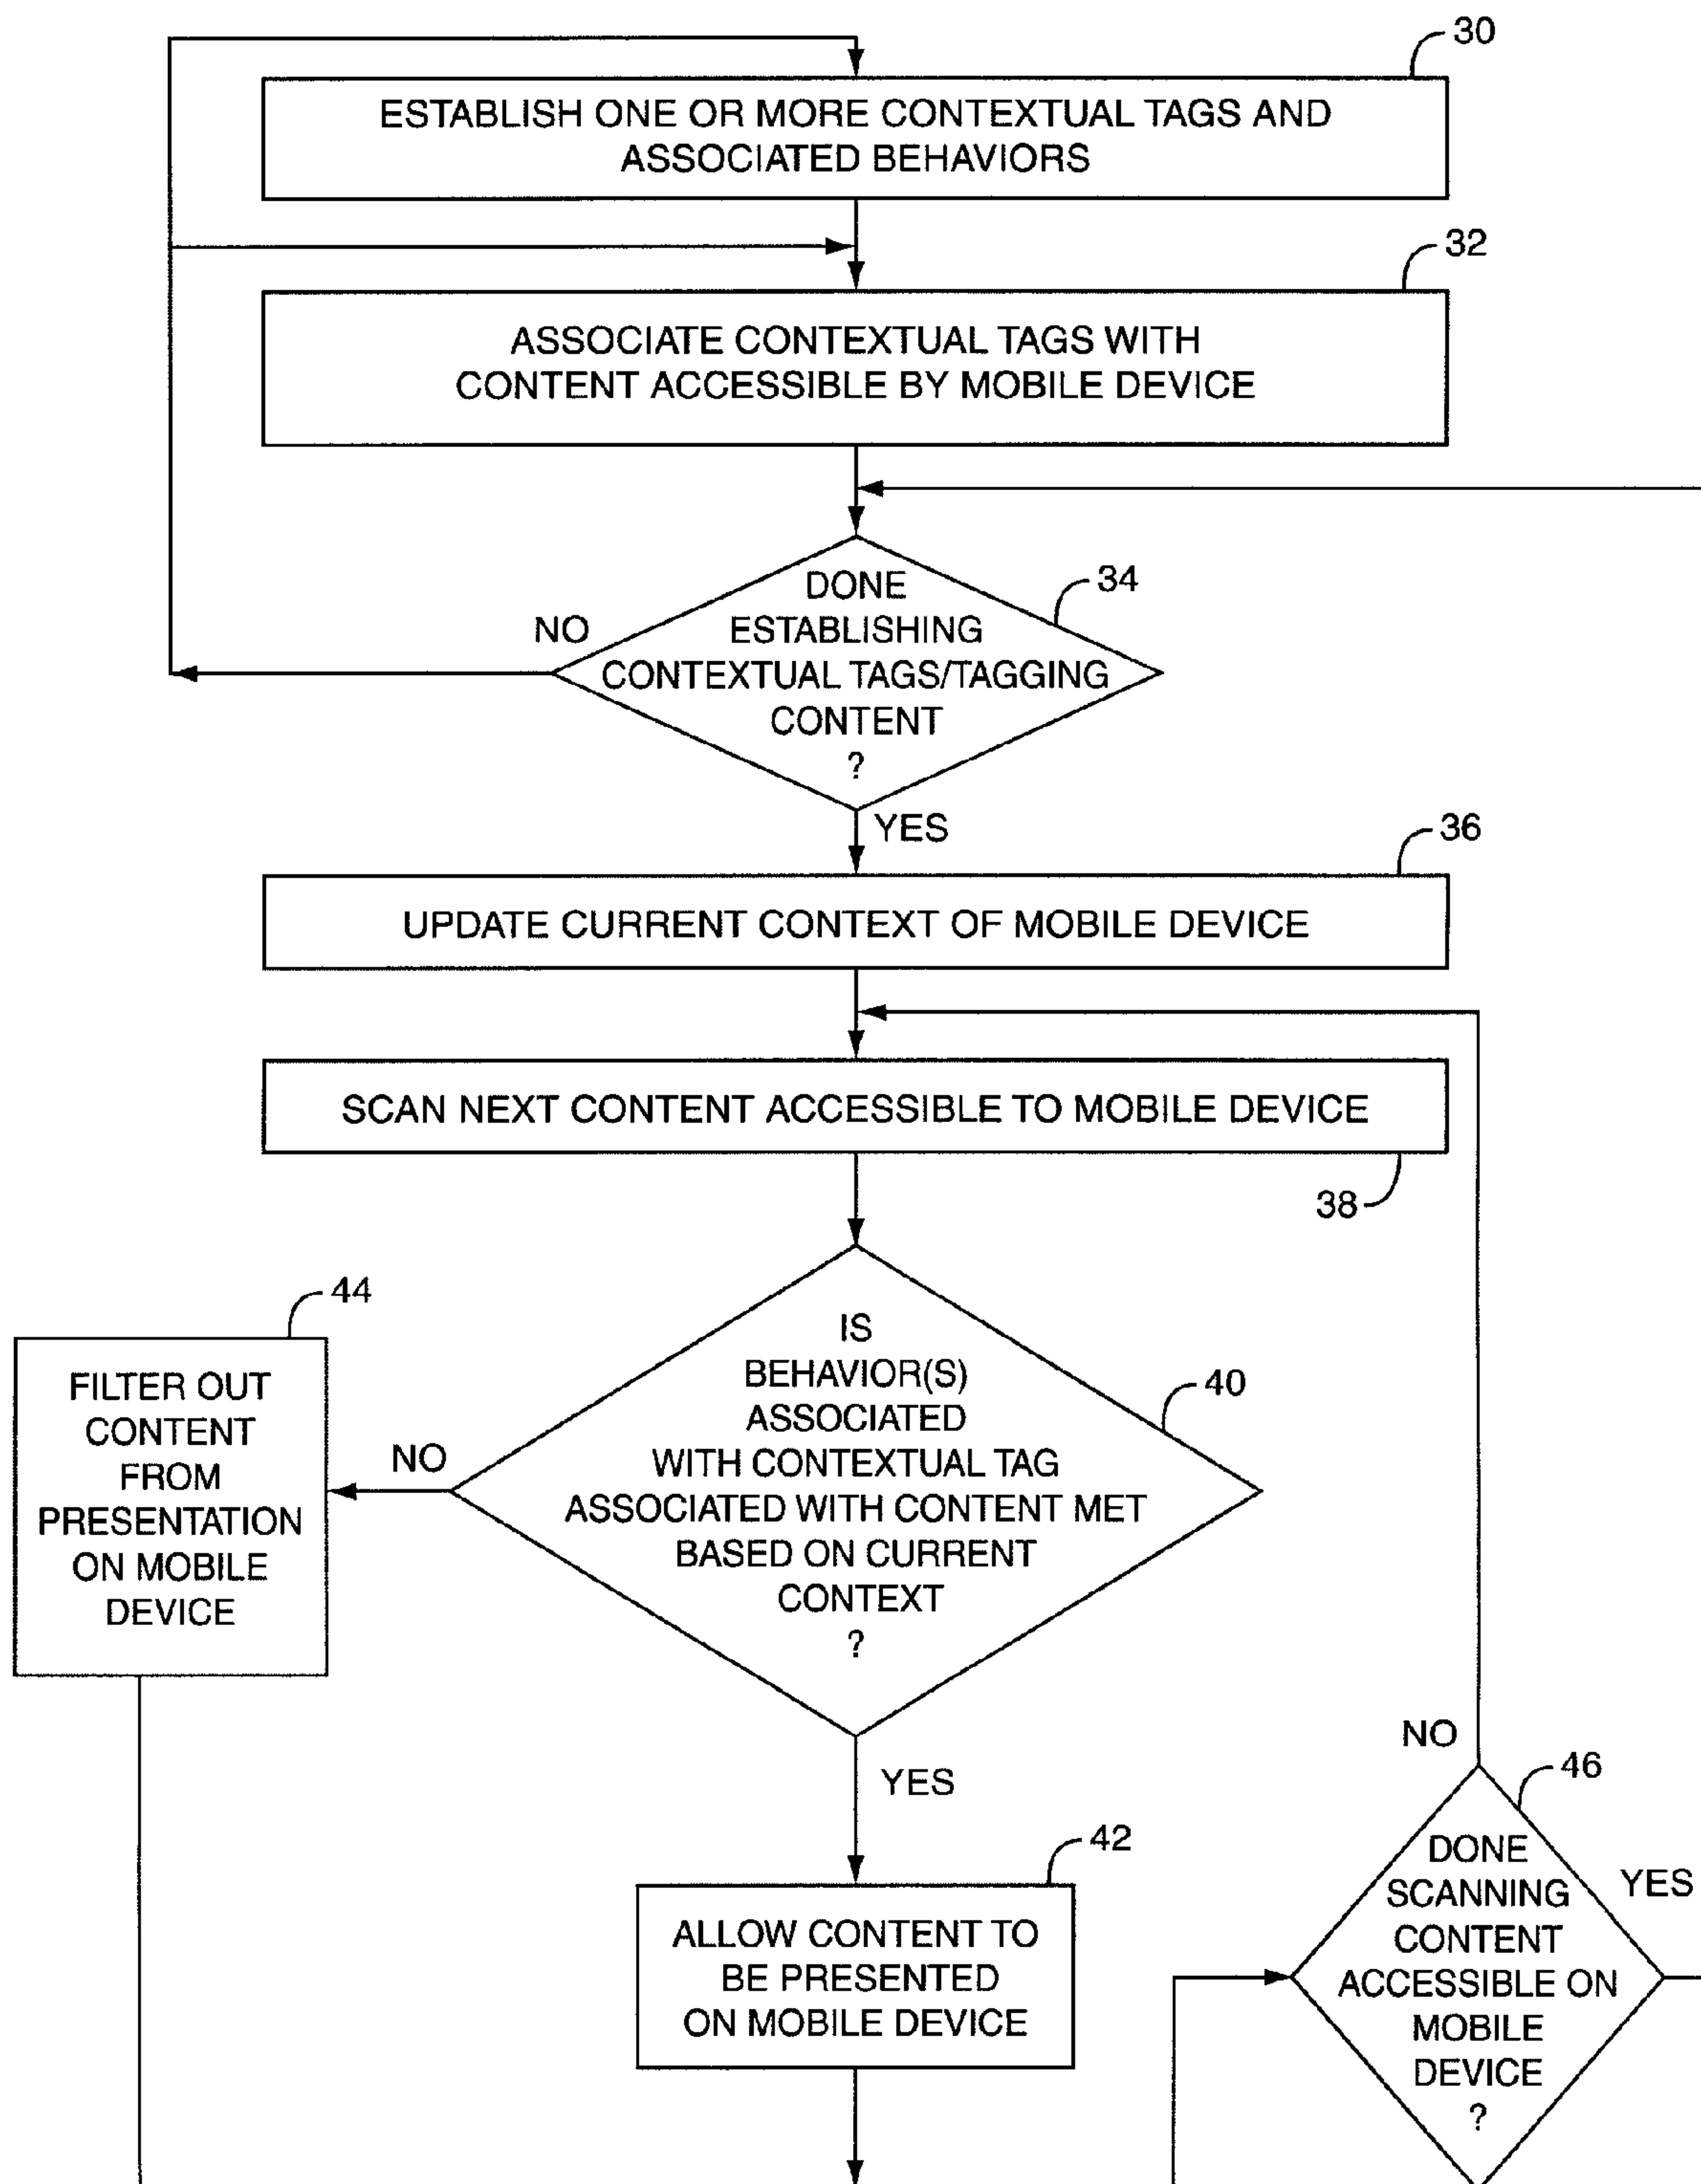 30
ESTABLISH ONE OR MORE CONTEXTUAL TAGS AND
ASSOCIATED BEHAVIORS
32
ASSOCIATE CONTEXTUAL TAGS WITH
CONTENT ACCESSIBLE BY MOBILE DEVICE
34
DONE
ESTABLISHING
CONTEXTUAL TAGS/TAGGING
CONTENT
?
NO
YES
36
UPDATE CURRENT CONTEXT OF MOBILE DEVICE
SCAN NEXT CONTENT ACCESSIBLE TO MOBILE DEVICE
38
40
IS
BEHAVIOR(S)
ASSOCIATED
WITH CONTEXTUAL TAG
ASSOCIATED WITH CONTENT MET
BASED ON CURRENT
CONTEXT
?
NO
44
FILTER OUT
CONTENT
FROM
PRESENTATION
ON MOBILE
DEVICE
YES
42
ALLOW CONTENT TO
BE PRESENTED
ON MOBILE DEVICE
NO
46
DONE
SCANNING
CONTENT
ACCESSIBLE ON
MOBILE
DEVICE
?
YES